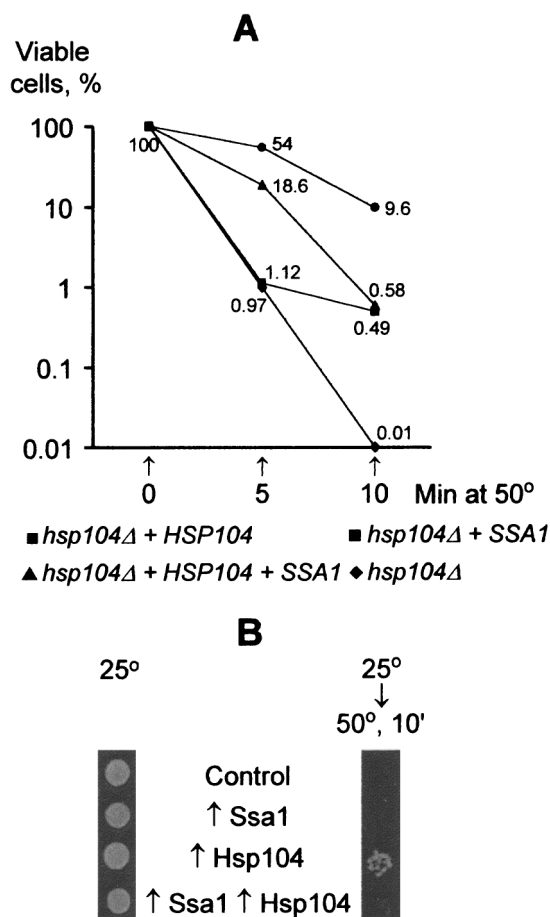 A
Viable
cells, %
100
10
1
0.1
0.01
100
54
18.6
9.6
1.12
0.97
0.58
0.49
0.01
↑ ↑ ↑
0 5 10 Min at 50°
■ hsp104Δ + HSP104 ■ hsp104Δ + SSA1
▲ hsp104Δ + HSP104 + SSA1 ◆ hsp104Δ
B
25° 25°
↓
50°, 10'
Control
↑ Ssa1
↑ Hsp104
↑ Ssa1 ↑ Hsp104